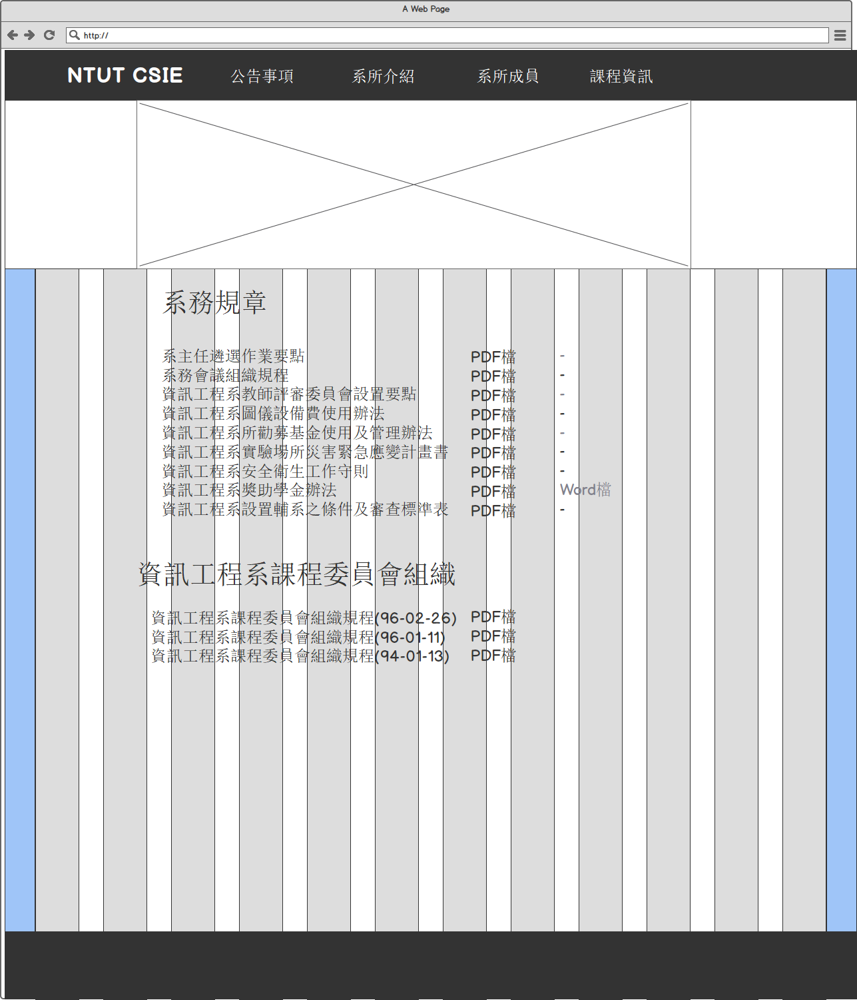 A Web Page
http://
NTUT CSIE 公告事項 系所介紹 系所成員 課程資訊
系務規章
系主任遴選作業要點 PDF檔 -
系務會議組織規程 PDF檔 -
資訊工程系教師評審委員會設置要點 PDF檔 -
資訊工程系圖儀設備費使用辦法 PDF檔 -
資訊工程系所勸募基金使用及管理辦法 PDF檔 -
資訊工程系實驗場所災害緊急應變計畫書 PDF檔 -
資訊工程系安全衛生工作守則 PDF檔 -
資訊工程系獎助學金辦法 PDF檔 Word檔
資訊工程系設置輔系之條件及審查標準表 PDF檔 -
資訊工程系課程委員會組織
資訊工程系課程委員會組織規程(96-02-26) PDF檔
資訊工程系課程委員會組織規程(96-01-11) PDF檔
資訊工程系課程委員會組織規程(94-01-13) PDF檔